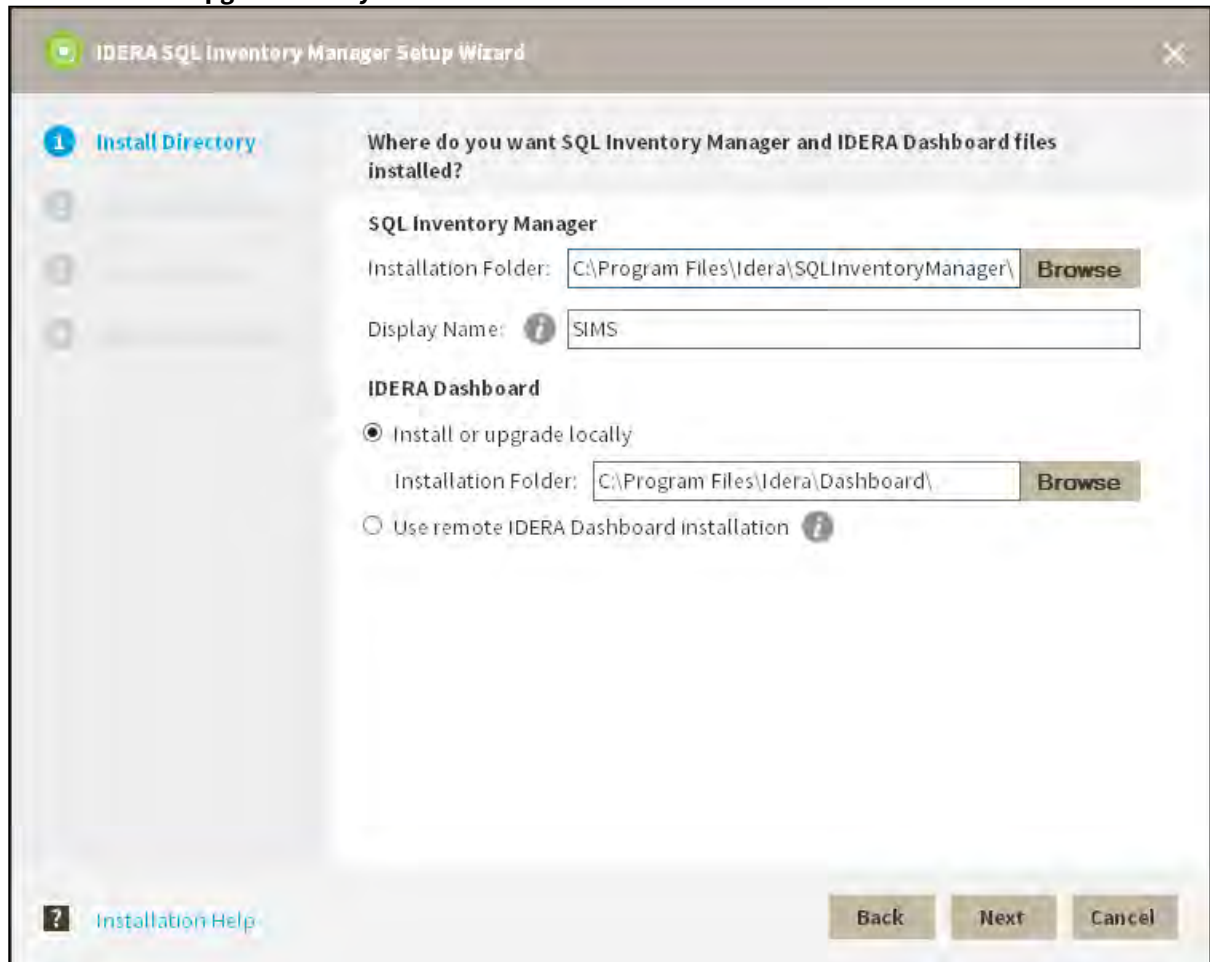 IDERA SQL Inventory Manager Setup Wizard
1 Install Directory
Where do you want SQL Inventory Manager and IDERA Dashboard files
installed?
SQL Inventory Manager
Installation Folder: C:\Program Files\Idera\SQLInventoryManager\ Browse
Display Name: i SIMS
IDERA Dashboard
Install or upgrade locally
Installation Folder: C:\Program Files\Idera\Dashboard\ Browse
Use remote IDERA Dashboard installation i
? Installation Help
Back Next Cancel